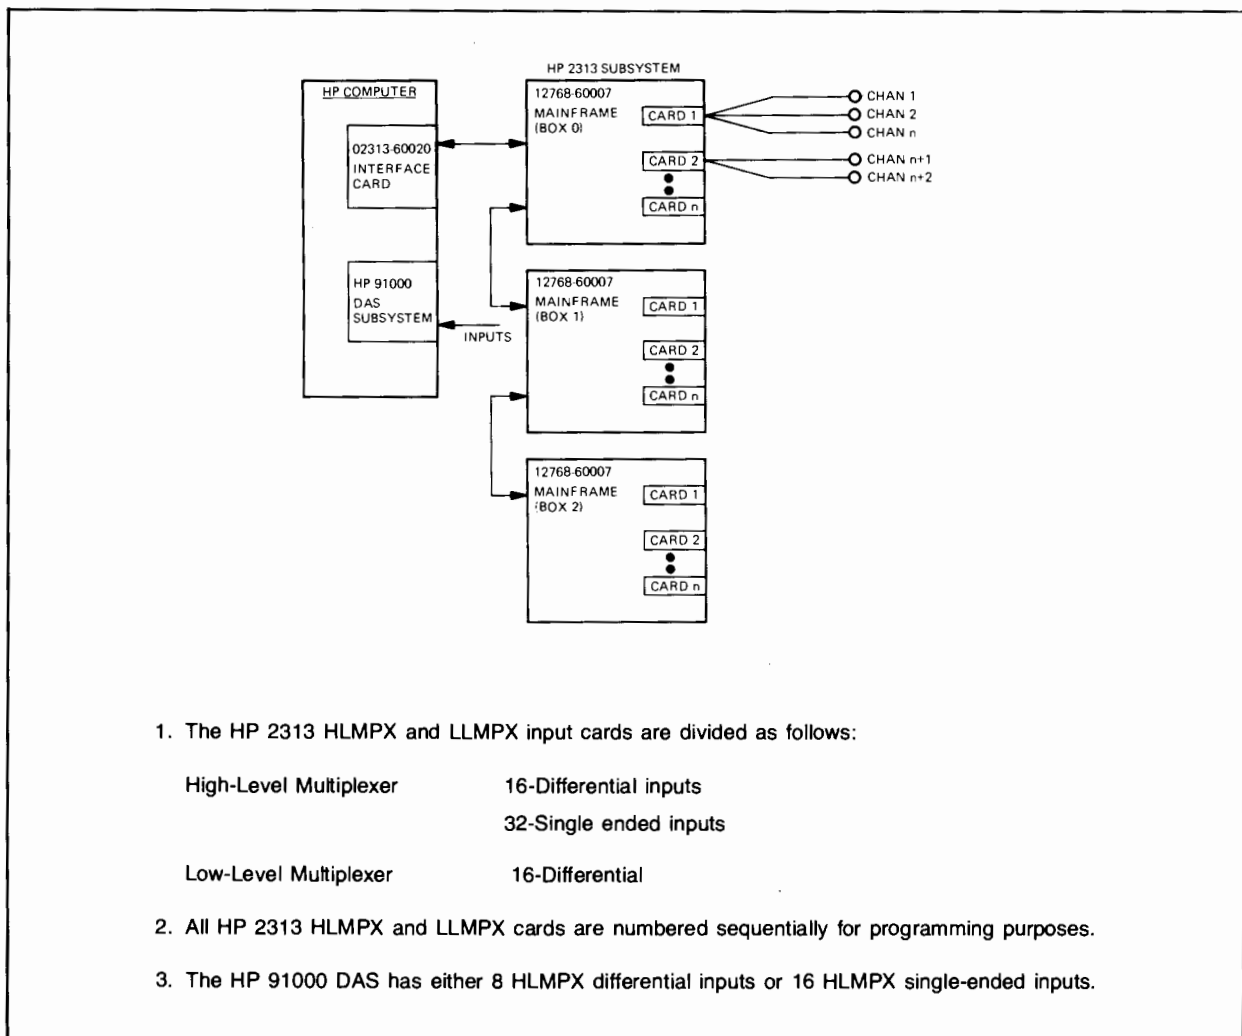 HP 2313 SUBSYSTEM
HP COMPUTER
02313-60020
INTERFACE
CARD
HP 91000
DAS
SUBSYSTEM
INPUTS
12768-60007
MAINFRAME
(BOX 0)
CARD 1
CARD 2
CARD n
CHAN 1
CHAN 2
CHAN n
CHAN n+1
CHAN n+2
12768-60007
MAINFRAME
(BOX 1)
CARD 1
CARD 2
CARD n
12768-60007
MAINFRAME
(BOX 2)
CARD 1
CARD 2
CARD n
1. The HP 2313 HLMPX and LLMPX input cards are divided as follows:
High-Level Multiplexer 16-Differential inputs
32-Single ended inputs
Low-Level Multiplexer 16-Differential
2. All HP 2313 HLMPX and LLMPX cards are numbered sequentially for programming purposes.
3. The HP 91000 DAS has either 8 HLMPX differential inputs or 16 HLMPX single-ended inputs.